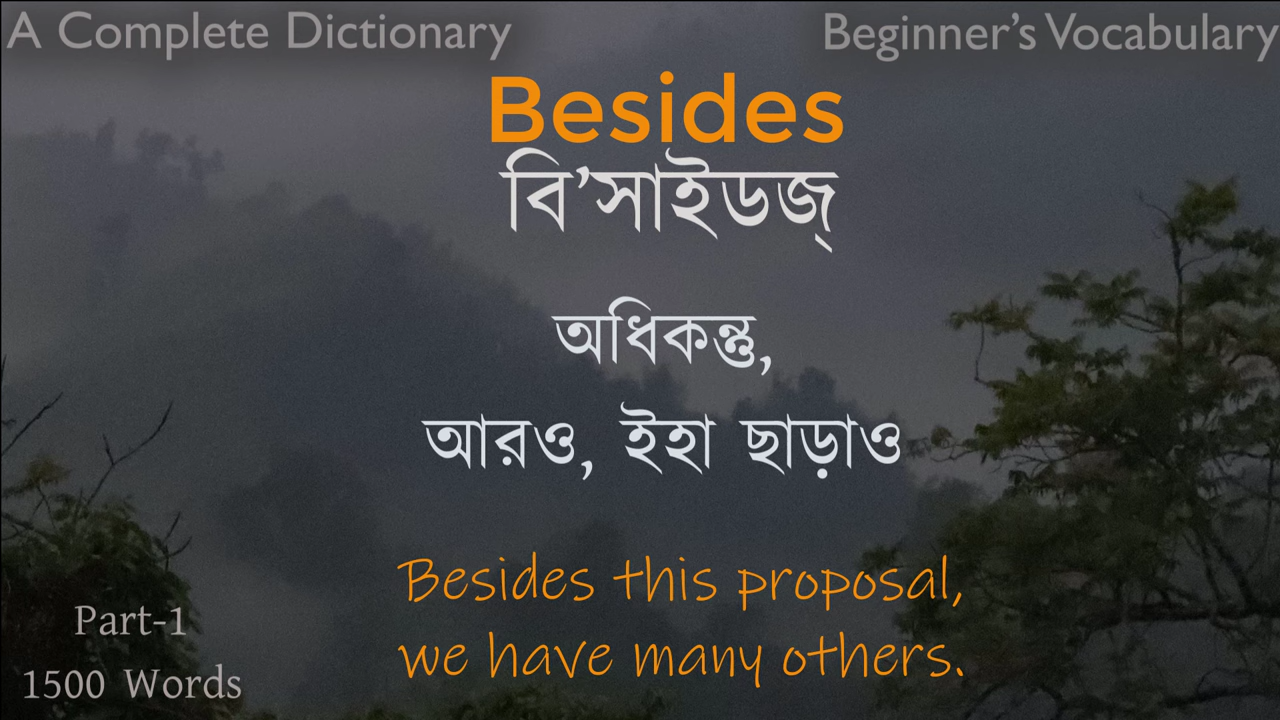 A Complete Dictionary
Beginner's Vocabulary
Besides
বি'সাইডজ্
অধিকন্তু,
আরও, ইহা ছাড়াও
Besides this proposal,
we have many others.
Part-1
1500 Words